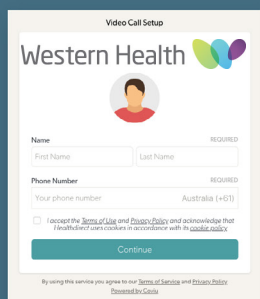 Video Call Setup
Western Health
Name REQUIRED
First Name Last Name
Phone Number REQUIRED
Your phone number Australia (+61)
I accept the Terms of Use and Privacy Policy and acknowledge that
Healthdirect uses cookies in accordance with its cookie policy
Continue
By using this service you agree to our Terms of Service and Privacy Policy
Powered by Coviu